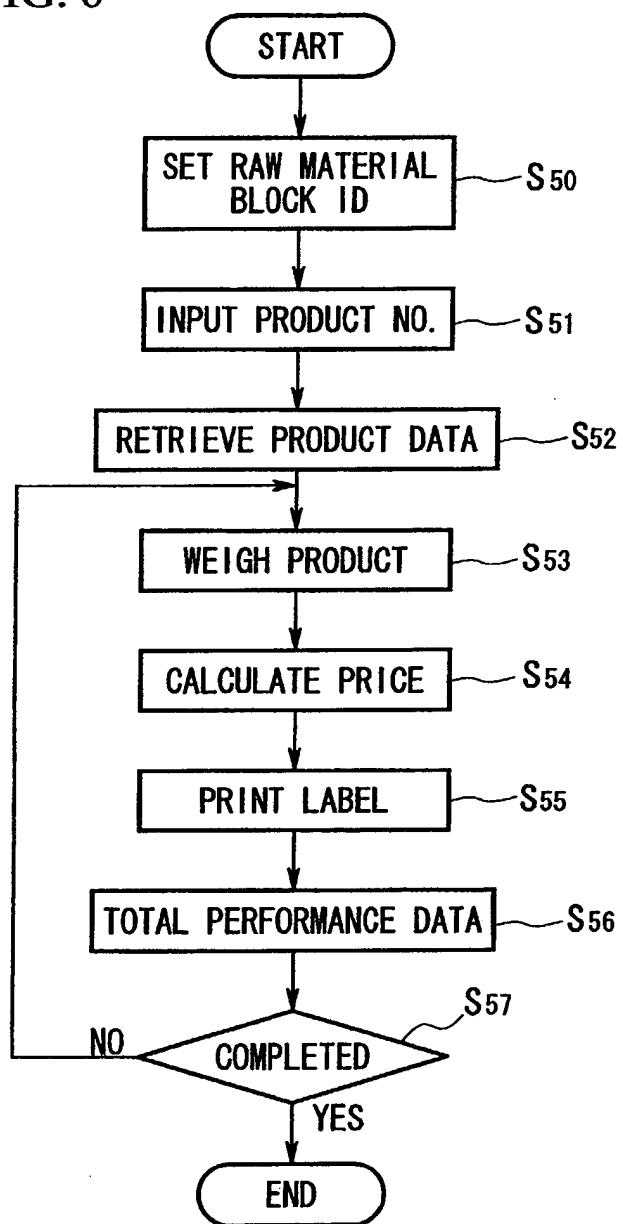 START
SET RAW MATERIAL
BLOCK ID
S50
INPUT PRODUCT NO.
S51
RETRIEVE PRODUCT DATA
S52
WEIGH PRODUCT
S53
CALCULATE PRICE
S54
PRINT LABEL
S55
TOTAL PERFORMANCE DATA
S56
S57
NO
COMPLETED
YES
END